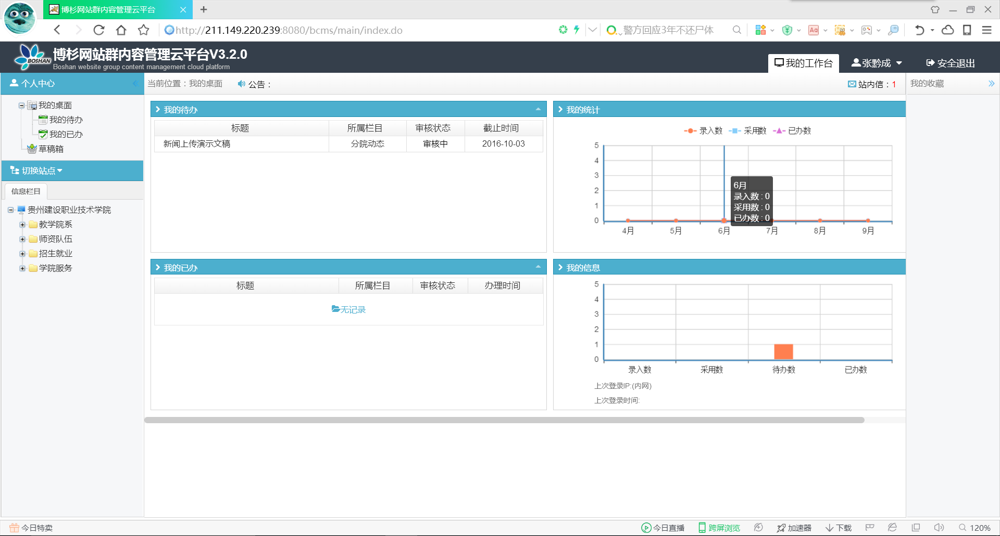 博杉网站群内容管理云平台
http://211.149.220.239:8080/bcms/main/index.do
警方回应3年不还尸体
博杉网站群内容管理云平台V3.2.0
BOSHAN
Boshan website group content management cloud platform
我的工作台
张黔成
安全退出
个人中心
当前位置：我的桌面
公告：
站内信：1
我的收藏
我的桌面
我的待办
我的已办
草稿箱
切换站点
信息栏目
贵州建设职业技术学院
教学院系
师资队伍
招生就业
学院服务
我的待办
标题 所属栏目 审核状态 截止时间
新闻上传演示文稿 分院动态 审核中 2016-10-03
我的统计
录入数 采用数 已办数
5
4
3
2
1
0
6月
录入数 : 0
采用数 : 0
已办数 : 0
4月 5月 6月 7月 8月 9月
我的已办
标题 所属栏目 审核状态 办理时间
无记录
我的信息
5
4
3
2
1
0
录入数 采用数 待办数 已办数
上次登录IP:(内网)
上次登录时间:
今日特卖
今日直播
跨屏浏览
加速器
下载
120%